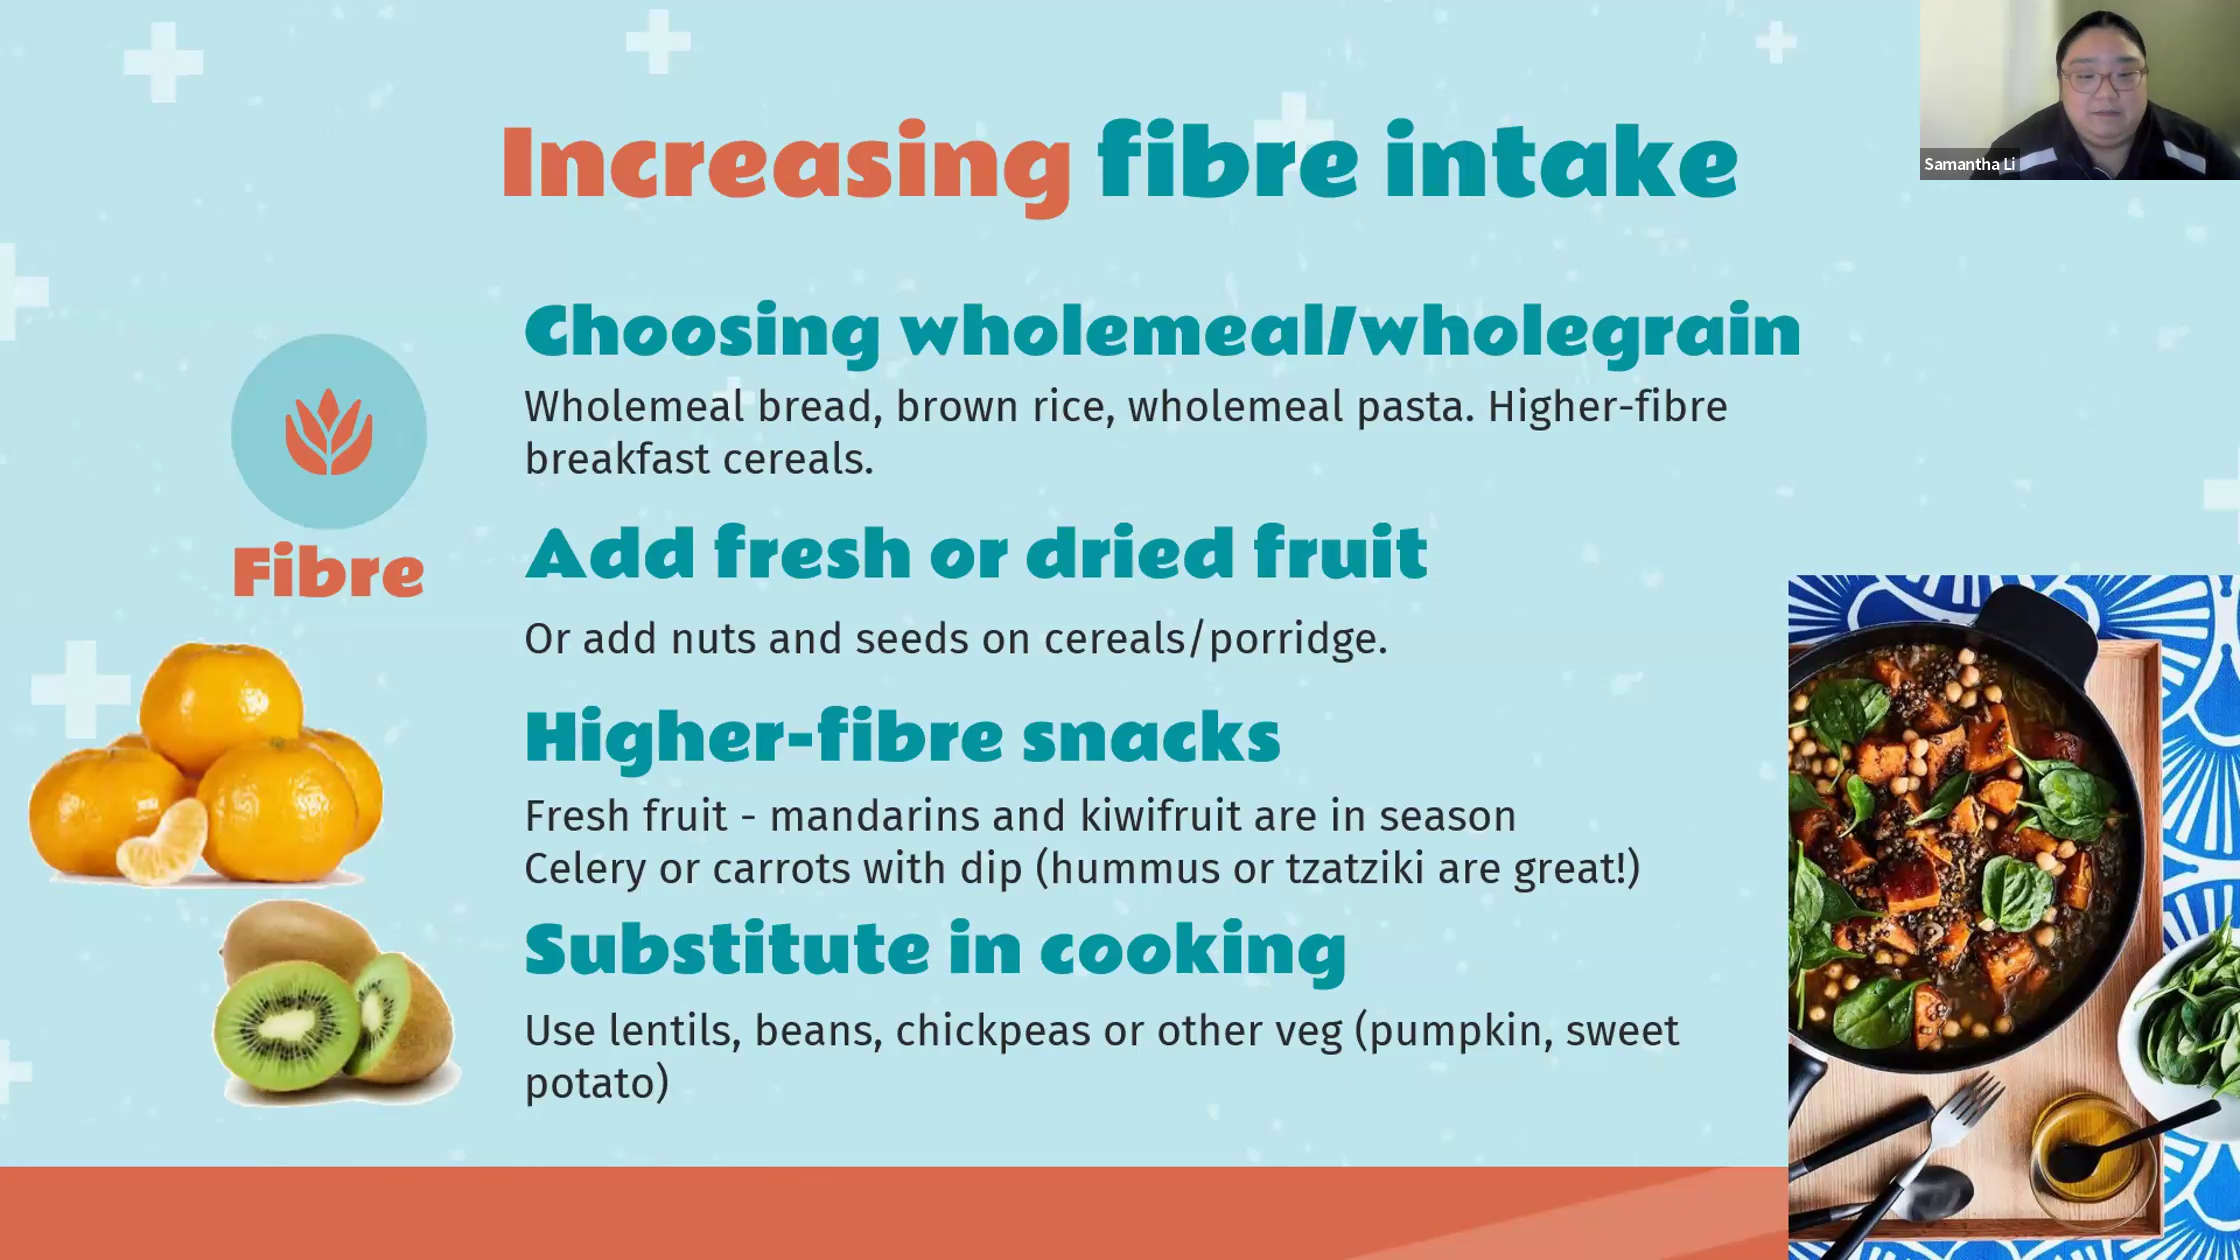 Increasing fibre intake
Samantha Li
Choosing wholemeal/wholegrain
Wholemeal bread, brown rice, wholemeal pasta. Higher-fibre
breakfast cereals.
Fibre
Add fresh or dried fruit
Or add nuts and seeds on cereals/porridge.
Higher-fibre snacks
Fresh fruit - mandarins and kiwifruit are in season
Celery or carrots with dip (hummus or tzatziki are great!)
Substitute in cooking
Use lentils, beans, chickpeas or other veg (pumpkin, sweet
potato)